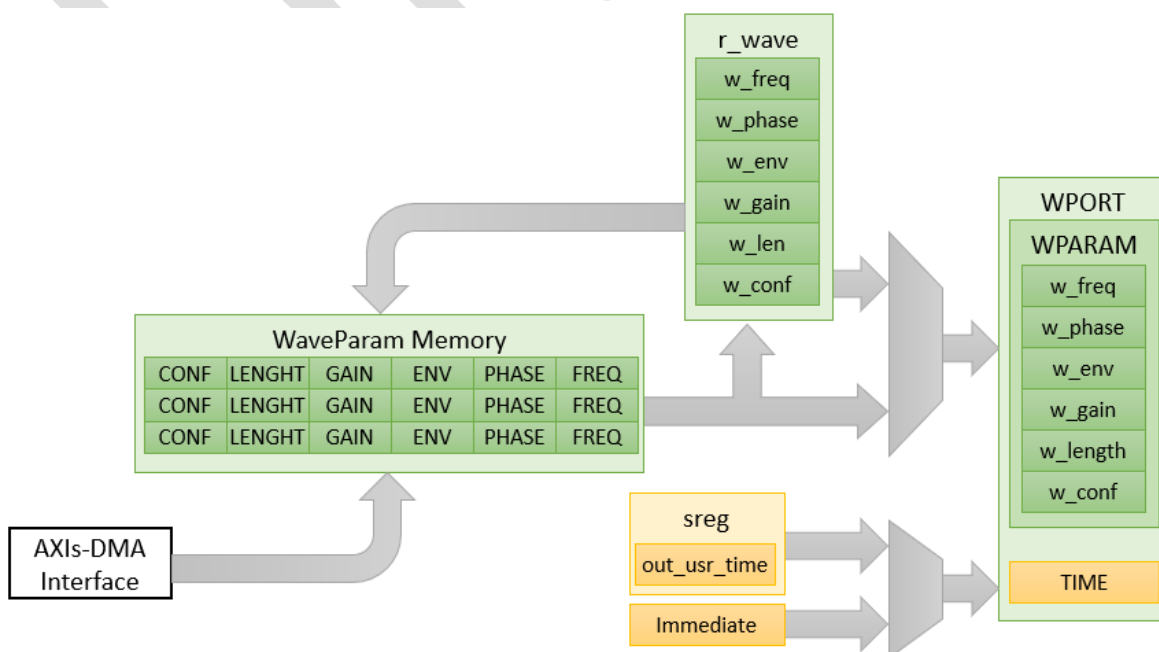 r_wave
w_freq
w_phase
w_env
w_gain
w_len
w_conf
WPORT
WPARAM
w_freq
w_phase
w_env
w_gain
w_length
w_conf
TIME
WaveParam Memory
CONF LENGHT GAIN ENV PHASE FREQ
CONF LENGHT GAIN ENV PHASE FREQ
CONF LENGHT GAIN ENV PHASE FREQ
AXIs-DMA
Interface
sreg
out_usr_time
Immediate